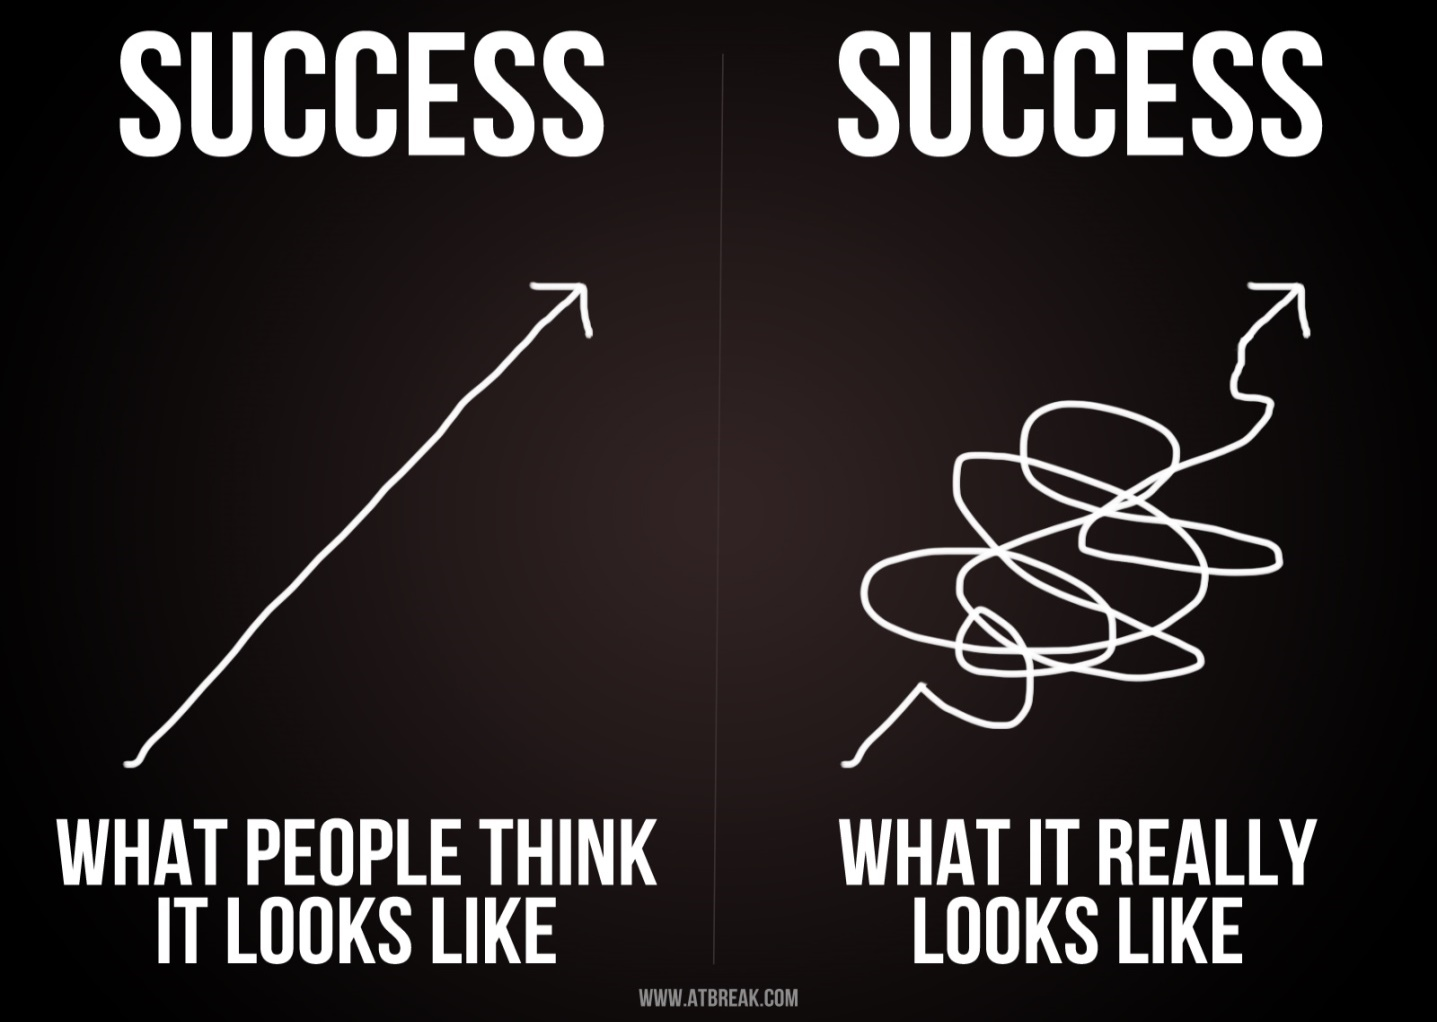 SUCCESS
WHAT PEOPLE THINK
IT LOOKS LIKE
SUCCESS
WHAT IT REALLY
LOOKS LIKE
WWW.ATBREAK.COM